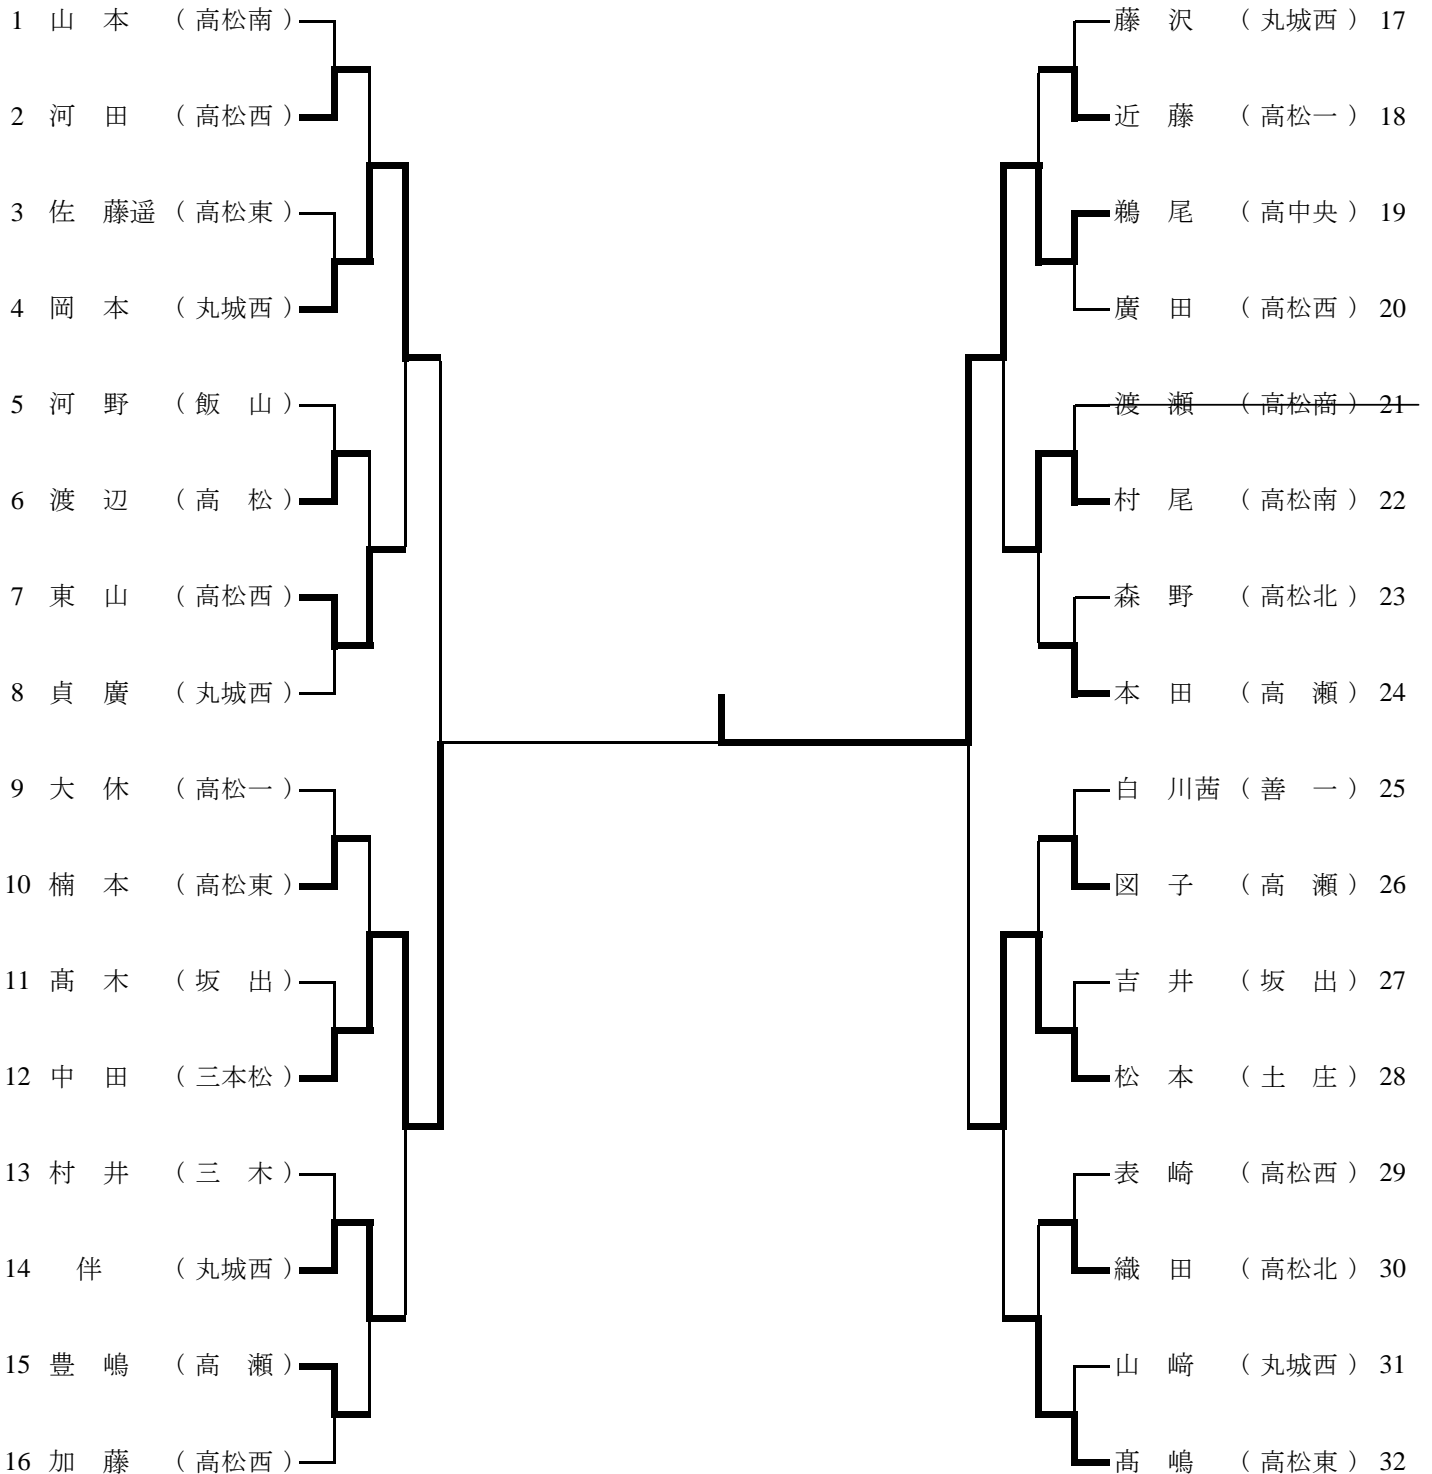 1 山 本 （ 高松南 ）
2 河 田 （ 高松西 ）
3 佐 藤遥 （ 高松東 ）
4 岡 本 （ 丸城西 ）
5 河 野 （ 飯 山 ）
6 渡 辺 （ 高 松 ）
7 東 山 （ 高松西 ）
8 貞 廣 （ 丸城西 ）
9 大 休 （ 高松一 ）
10 楠 本 （ 高松東 ）
11 髙 木 （ 坂 出 ）
12 中 田 （ 三本松 ）
13 村 井 （ 三 木 ）
14 伴 （ 丸城西 ）
15 豊 嶋 （ 高 瀬 ）
16 加 藤 （ 高松西 ）
藤 沢 （ 丸城西 ） 17
近 藤 （ 高松一 ） 18
鵜 尾 （ 高中央 ） 19
廣 田 （ 高松西 ） 20
渡 瀬 （ 高松商 ） 21
村 尾 （ 高松南 ） 22
森 野 （ 高松北 ） 23
本 田 （ 高 瀬 ） 24
白 川茜 （ 善 一 ） 25
図 子 （ 高 瀬 ） 26
吉 井 （ 坂 出 ） 27
松 本 （ 土 庄 ） 28
表 崎 （ 高松西 ） 29
織 田 （ 高松北 ） 30
山 﨑 （ 丸城西 ） 31
髙 嶋 （ 高松東 ） 32